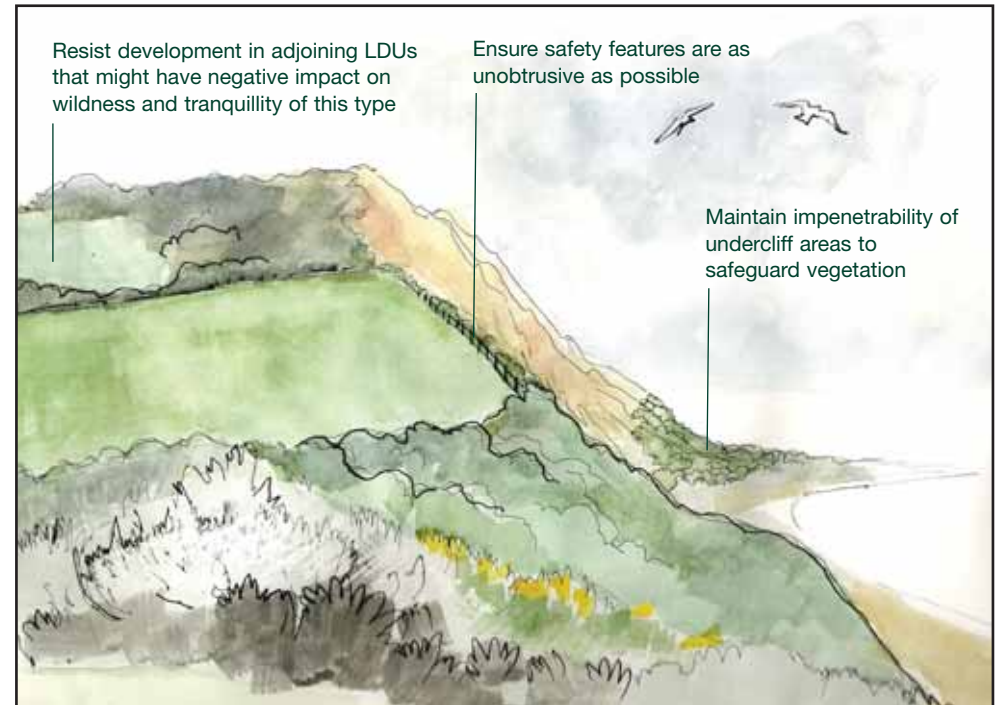 Resist development in adjoining LDUs
that might have negative impact on
wildness and tranquillity of this type
Ensure safety features are as
unobtrusive as possible
Maintain impenetrability of
undercliff areas to
safeguard vegetation